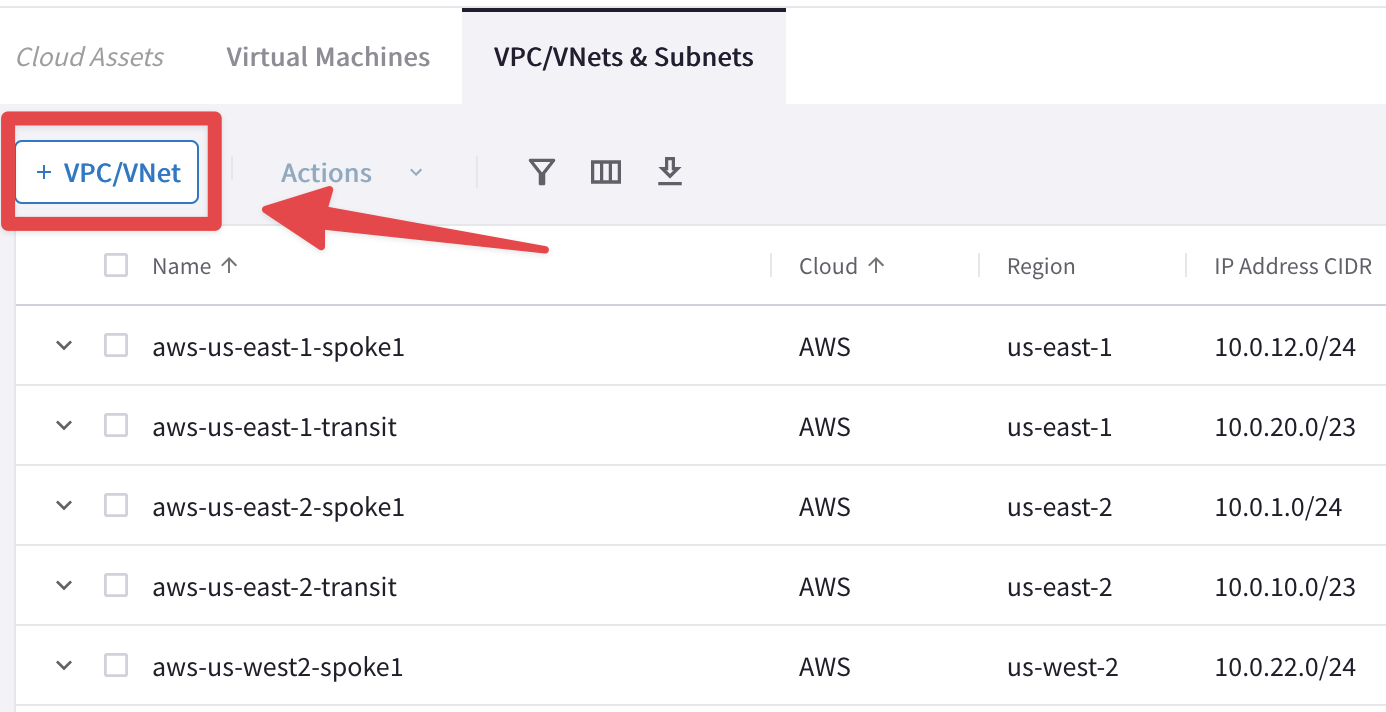 Cloud Assets Virtual Machines VPC/VNets & Subnets
+ VPC/VNet Actions
Name ↑ Cloud ↑ Region IP Address CIDR
aws-us-east-1-spoke1 AWS us-east-1 10.0.12.0/24
aws-us-east-1-transit AWS us-east-1 10.0.20.0/23
aws-us-east-2-spoke1 AWS us-east-2 10.0.1.0/24
aws-us-east-2-transit AWS us-east-2 10.0.10.0/23
aws-us-west2-spoke1 AWS us-west-2 10.0.22.0/24